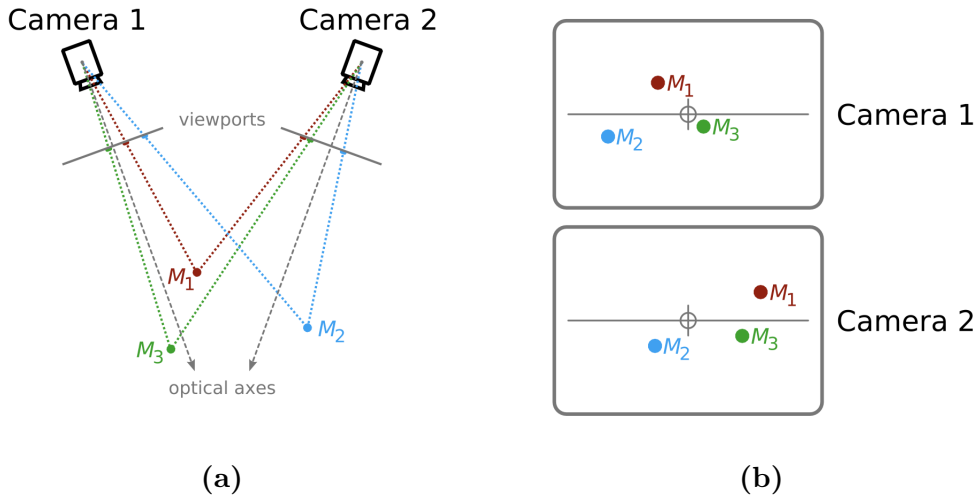 Camera 1
Camera 2
viewports
M1
M2
M3
optical axes
(a)
M1
M2
M3
Camera 1
M1
M2
M3
Camera 2
(b)